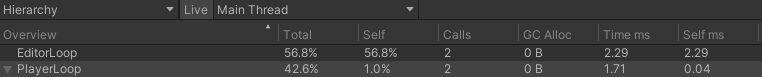 Hierarchy Live Main Thread
Overview Total Self Calls GC Alloc Time ms Self ms
EditorLoop 56.8% 56.8% 2 0 B 2.29 2.29
PlayerLoop 42.6% 1.0% 2 0 B 1.71 0.04